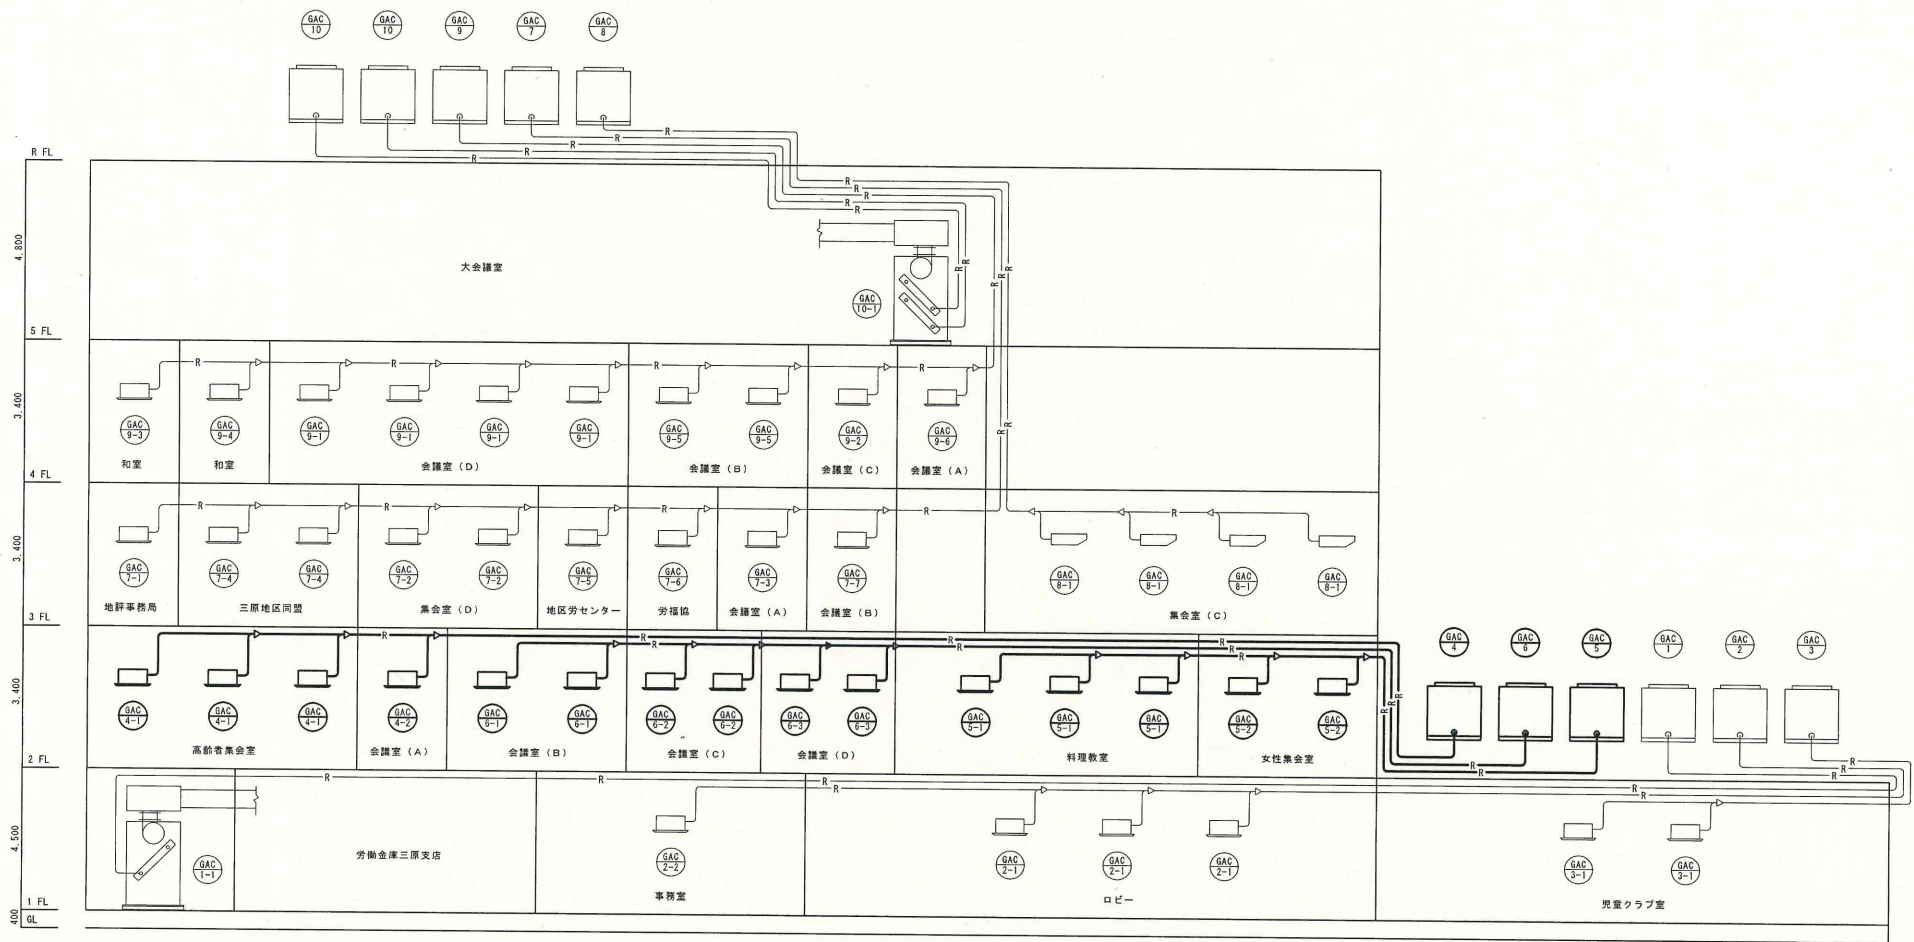 GAC 10
GAC 10
GAC 9
GAC 7
GAC 8
R
R
R
R
R
R FL
R
R
R
R
R
4.800
大会議室
R
R
R
R
R
GAC 10-1
5 FL
R
R
R
R
R
3.400
GAC 9-3
GAC 9-4
GAC 9-1
GAC 9-1
GAC 9-1
GAC 9-1
GAC 9-5
GAC 9-5
GAC 9-2
GAC 9-6
R
R
和室
和室
会議室（D）
会議室（B）
会議室（C）
会議室（A）
4 FL
R
R
R
R
R
3.400
GAC 7-1
GAC 7-4
GAC 7-4
GAC 7-2
GAC 7-2
GAC 7-5
GAC 7-6
GAC 7-3
GAC 7-7
GAC 8-1
GAC 8-1
GAC 8-1
GAC 8-1
地評事務局
三原地区同盟
集会室（D）
地区労センター
労福協
会議室（A）
会議室（B）
集会室（C）
3 FL
R
R
R
R
R
R
R
GAC 4
GAC 6
GAC 5
GAC 1
GAC 2
GAC 3
3.400
GAC 4-1
GAC 4-1
GAC 4-1
GAC 4-2
GAC 6-1
GAC 6-1
GAC 6-2
GAC 6-2
GAC 6-3
GAC 6-3
GAC 5-1
GAC 5-1
GAC 5-1
GAC 5-2
GAC 5-2
R
R
R
高齢者集会室
会議室（A）
会議室（B）
会議室（C）
会議室（D）
料理教室
女性集会室
2 FL
R
R
R
R
R
R
R
R
R
R
4.500
労働金庫三原支店
GAC 1-1
GAC 2-2
GAC 2-1
GAC 2-1
GAC 2-1
GAC 3-1
GAC 3-1
事務室
ロビー
児童クラブ室
1 FL
400
GL